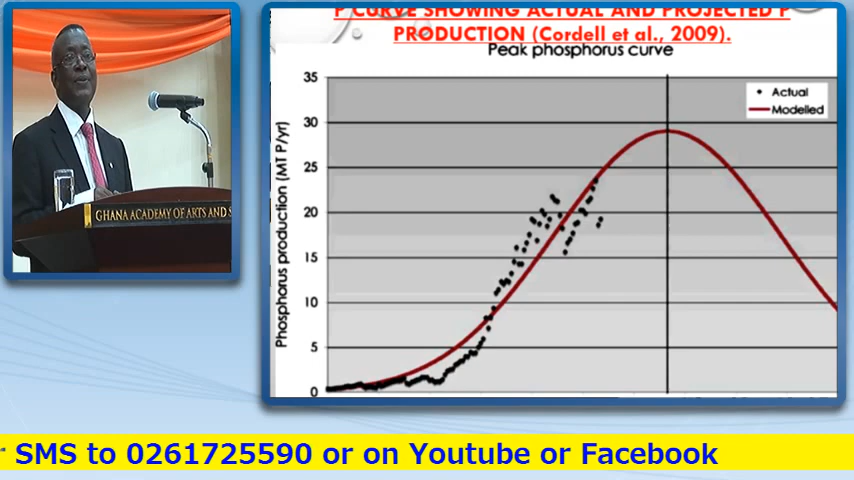 P CURVE SHOWING ACTUAL AND PROJECTED P
PRODUCTION (Cordell et al., 2009).
Peak phosphorus curve
35
30
25
20
15
10
5
0
Phosphorus production (MT P/yr)
Actual
Modelled
GHANA ACADEMY OF ARTS AND S
SMS to 0261725590 or on Youtube or Facebook